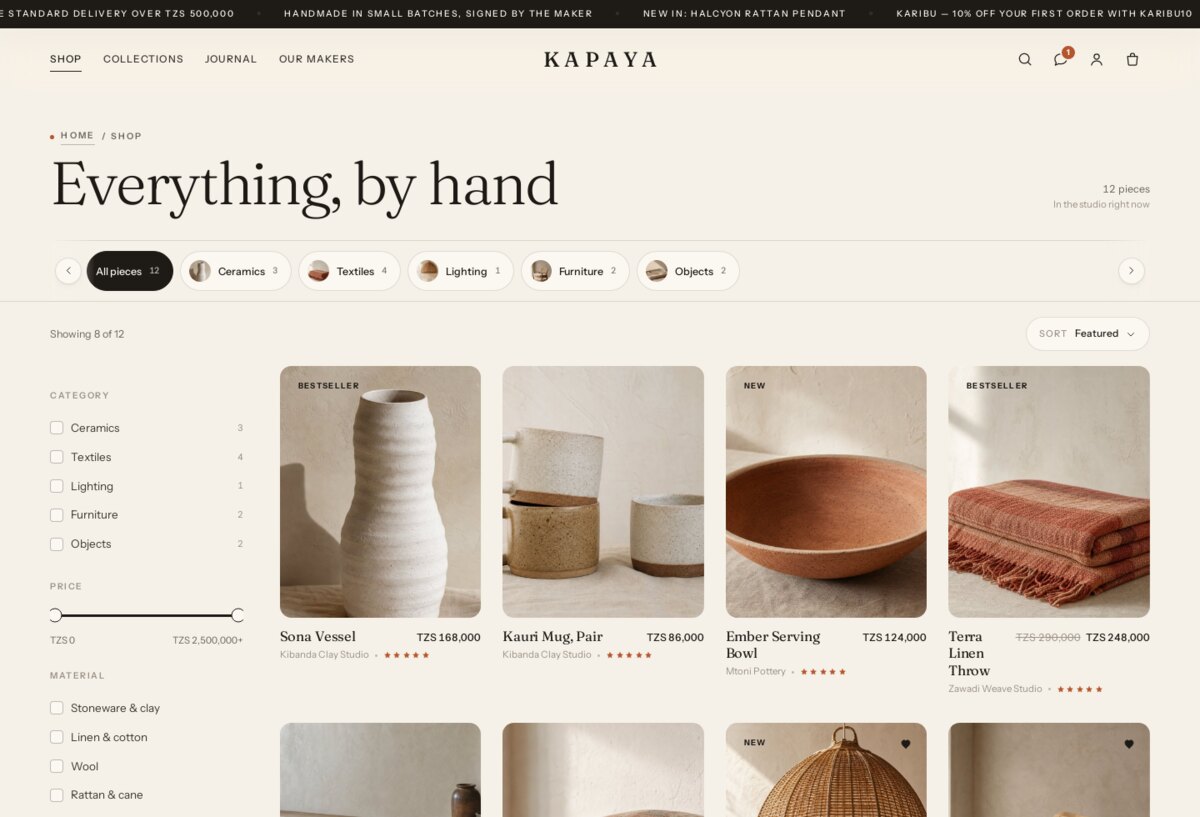 STANDARD DELIVERY OVER TZS 500,000
HANDMADE IN SMALL BATCHES, SIGNED BY THE MAKER
NEW IN: HALCYON RATTAN PENDANT
KARIBU — 10% OFF YOUR FIRST ORDER WITH KARIBU10
SHOP COLLECTIONS JOURNAL OUR MAKERS
KAPAYA
1
HOME / SHOP
Everything, by hand
12 pieces
In the studio right now
All pieces 12
Ceramics 3
Textiles 4
Lighting 1
Furniture 2
Objects 2
Showing 8 of 12
SORT Featured
CATEGORY
Ceramics 3
Textiles 4
Lighting 1
Furniture 2
Objects 2
PRICE
TZS 0 TZS 2,500,000+
MATERIAL
Stoneware & clay
Linen & cotton
Wool
Rattan & cane
BESTSELLER
Sona Vessel TZS 168,000
Kibanda Clay Studio •
Kauri Mug, Pair TZS 86,000
Kibanda Clay Studio •
NEW
Ember Serving TZS 124,000
Bowl
Mtoni Pottery •
BESTSELLER
Terra TZS 290,000 TZS 248,000
Linen
Throw
Zawadi Weave Studio •
NEW